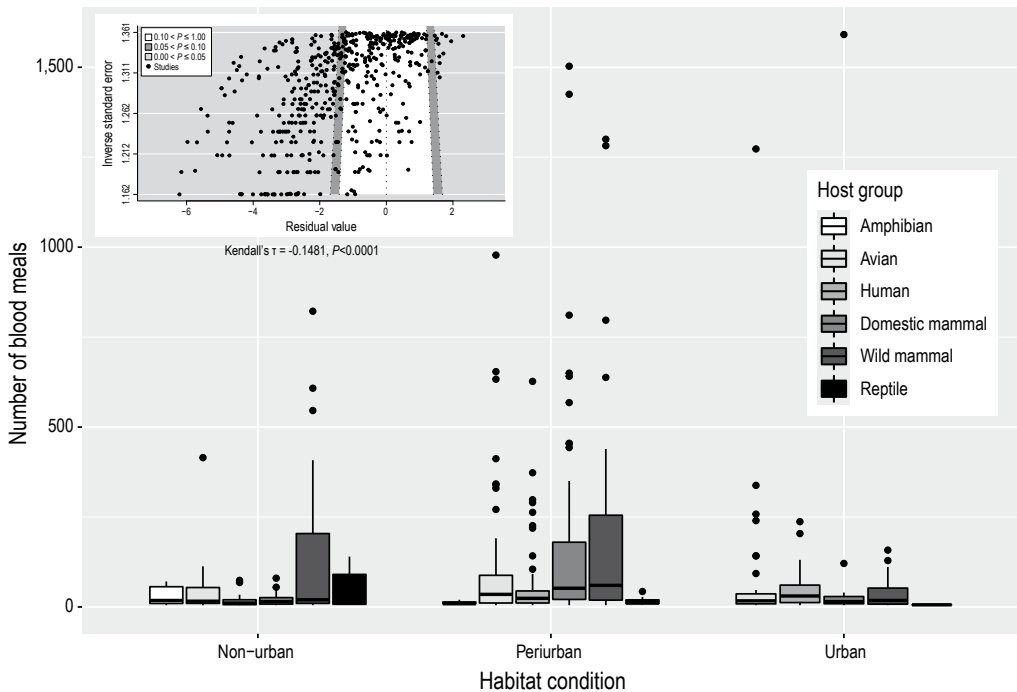 1,500
1000
500
0
Number of blood meals
Non-urban
Periurban
Urban
Habitat condition
0.10 < P ≤ 1.00
0.05 < P ≤ 0.10
0.00 < P ≤ 0.05
Studies
1.361
1.311
1.262
1.212
1.162
Inverse standard error
−6
−4
−2
0
2
Residual value
Kendall's τ = -0.1481, P<0.0001
Host group
Amphibian
Avian
Human
Domestic mammal
Wild mammal
Reptile